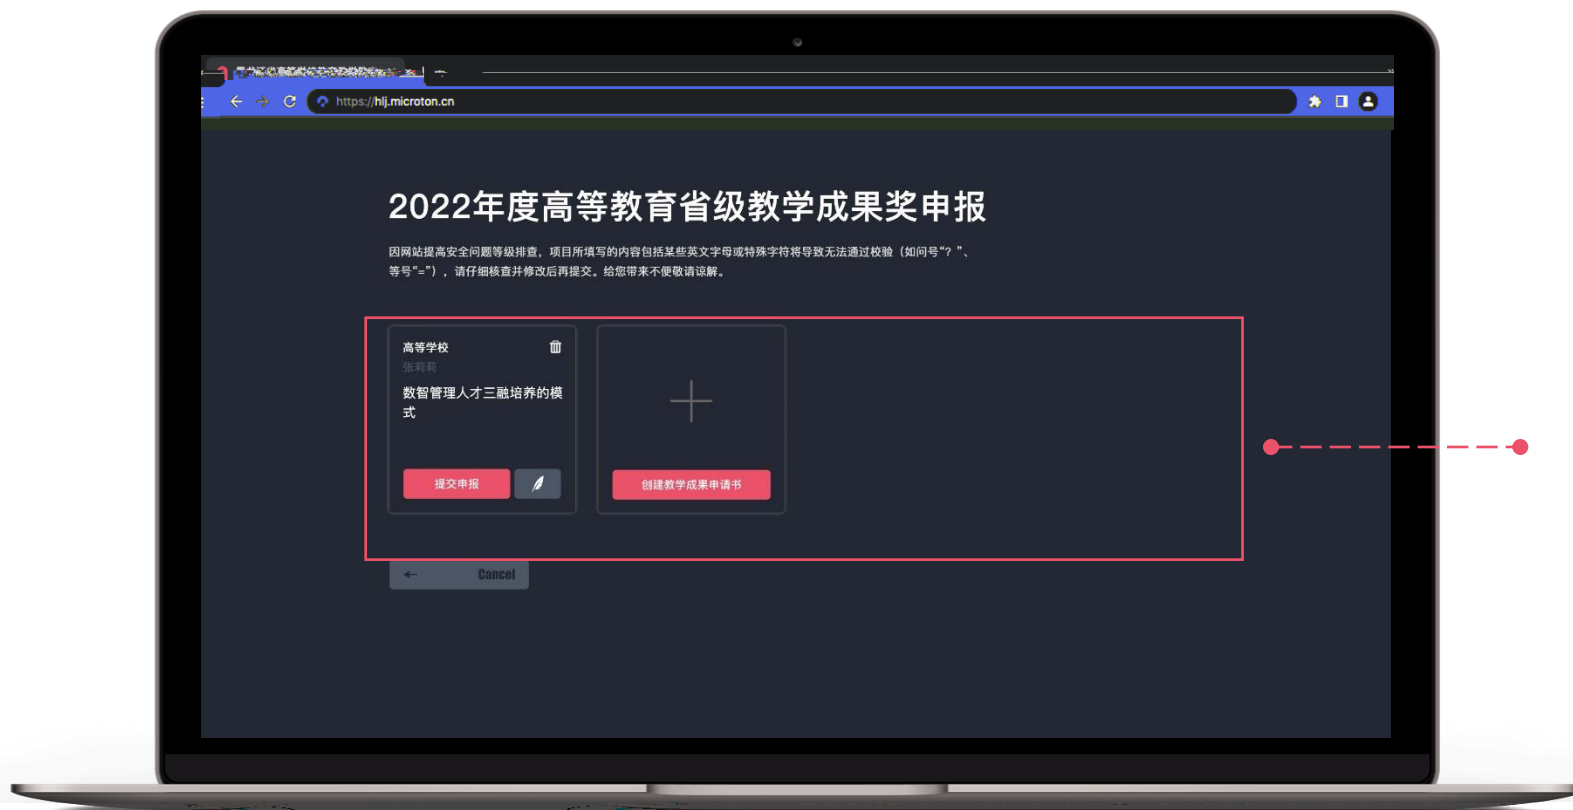 https://hlj.microton.cn
2022年度高等教育省级教学成果奖申报
因网站提高安全问题等级排查，项目所填写的内容包括某些英文字母或特殊字符将导致无法通过校验（如问号“？”、
等号“=”），请仔细核查并修改后再提交。给您带来不便敬请谅解。
高等学校
张莉莉
数智管理人才三融培养的模
式
提交申报
创建教学成果申请书
Cancel